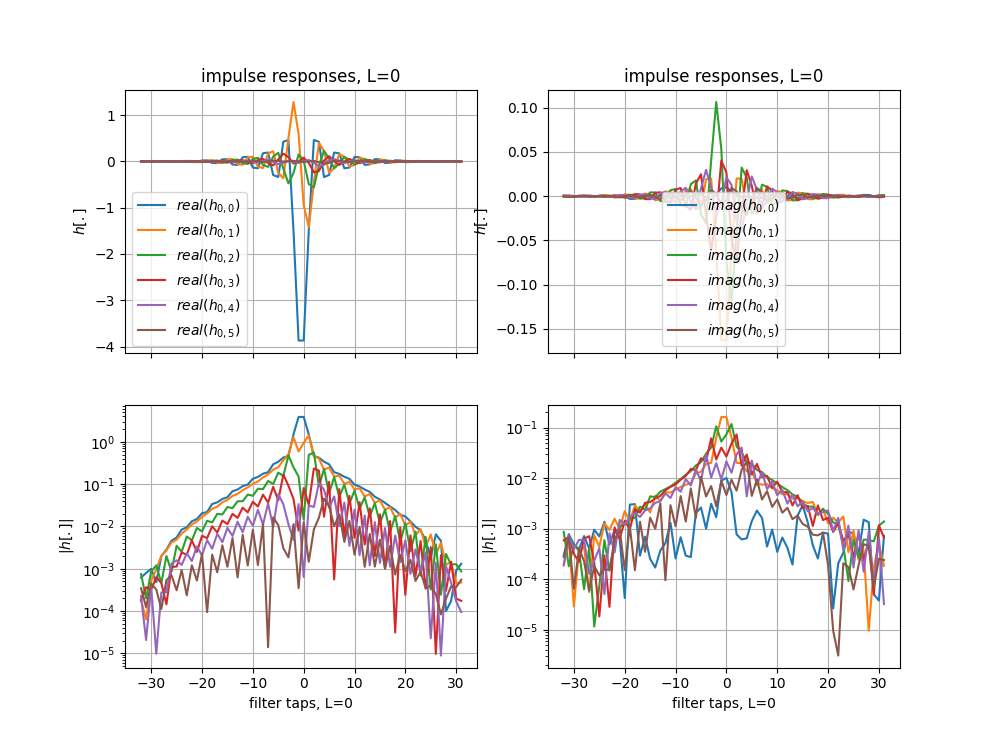 impulse responses, L=0
impulse responses, L=0
h[.]
1
0
−1
−2
−3
−4
real(h0,0)
real(h0,1)
real(h0,2)
real(h0,3)
real(h0,4)
real(h0,5)
h[.]
0.10
0.05
0.00
−0.05
−0.10
−0.15
imag(h0,0)
imag(h0,1)
imag(h0,2)
imag(h0,3)
imag(h0,4)
imag(h0,5)
|h[.]|
10^0
10^−1
10^−2
10^−3
10^−4
10^−5
−30 −20 −10 0 10 20 30
filter taps, L=0
|h[.]|
10^−1
10^−2
10^−3
10^−4
10^−5
−30 −20 −10 0 10 20 30
filter taps, L=0